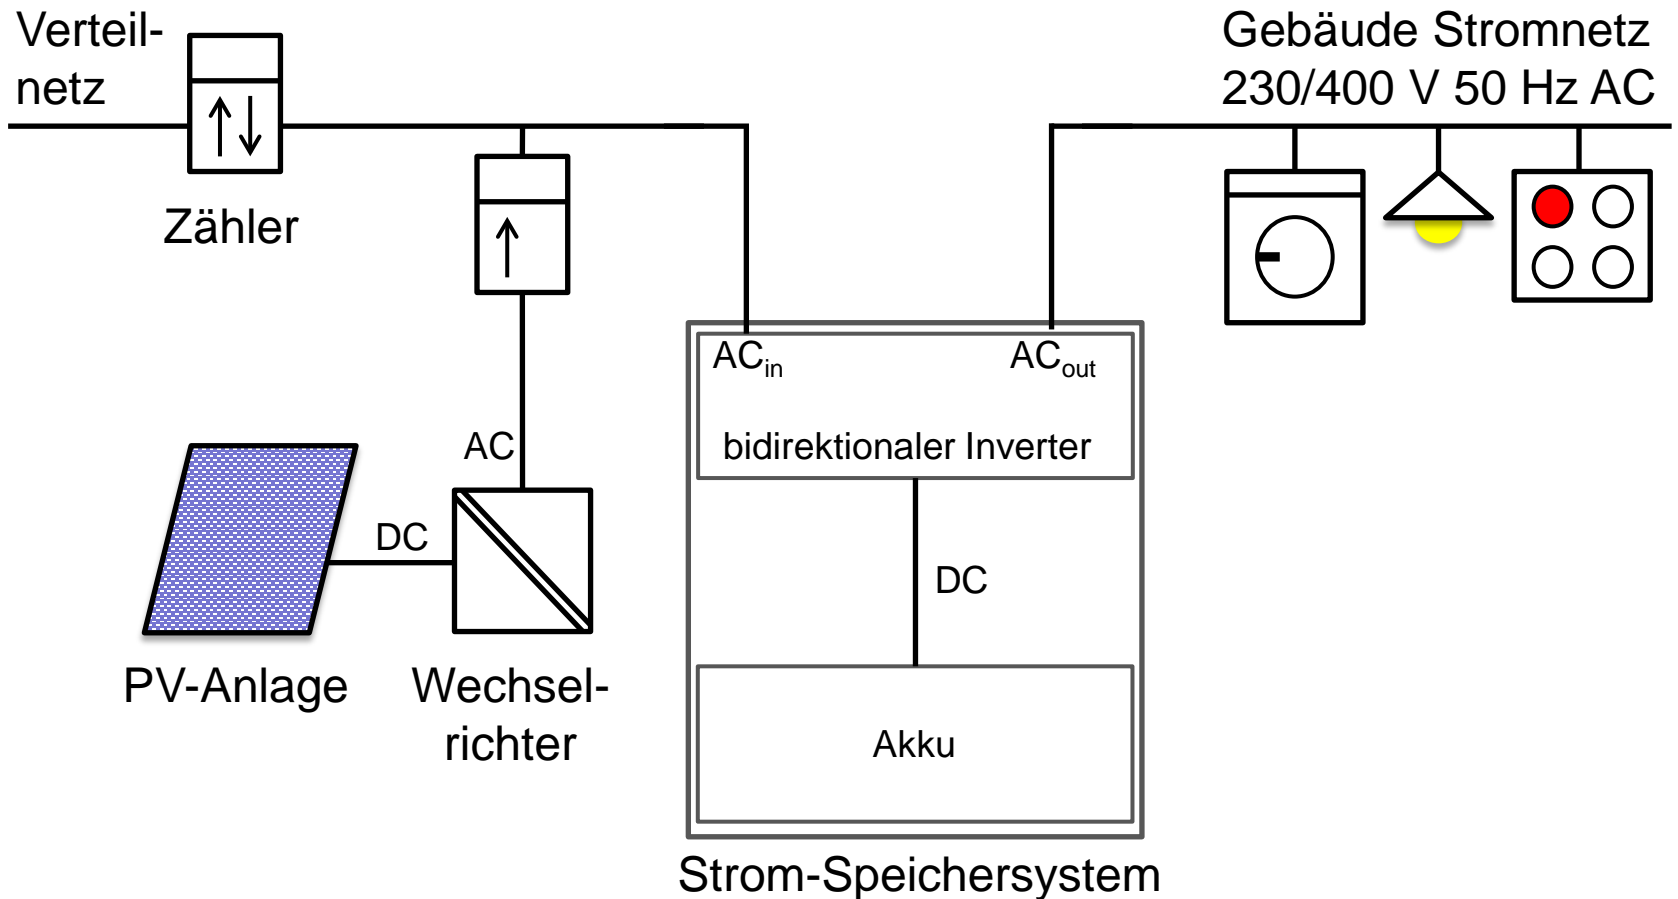 Verteil-
netz
Gebäude Stromnetz
230/400 V 50 Hz AC
Zähler
AC
DC
PV-Anlage
Wechsel-
richter
ACin
ACout
bidirektionaler Inverter
DC
Akku
Strom-Speichersystem